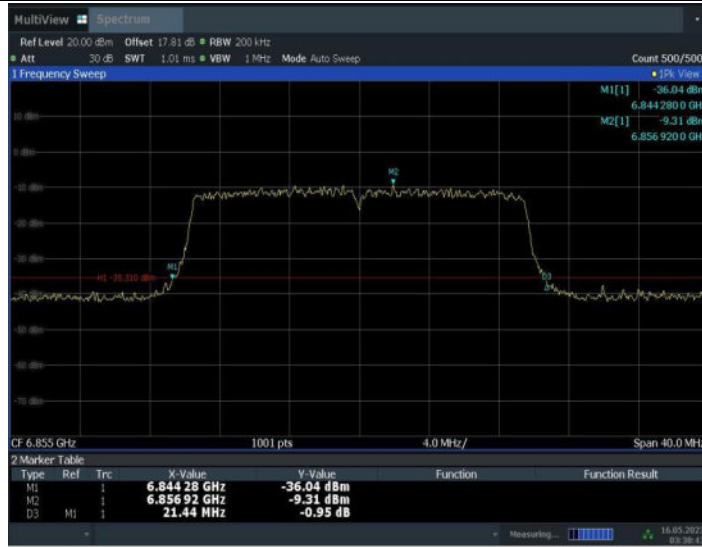 MultiView Spectrum
Ref Level 20.00 dBm Offset 17.81 dB RBW 200 kHz
Att 30 dB SWT 1.01 ms VBW 1 MHz Mode Auto Sweep Count 500/500
1 Frequency Sweep 1Pk View
M1[1] -36.04 dBm
6.844 280 0 GH
M2[1] -9.31 dBm
6.856 920 0 GH
10 dBm
0 dBm
M2
-10 dBm
-20 dBm
-30 dBm
M1
H1 -35.310 dBm
D3
-50 dBm
-60 dBm
-70 dBm
CF 6.855 GHz 1001 pts 4.0 MHz/ Span 40.0 MHz
2 Marker Table
Type Ref Trc X-Value Y-Value Function Function Result
M1 1 6.844 28 GHz -36.04 dBm
M2 1 6.856 92 GHz -9.31 dBm
D3 M1 1 21.44 MHz -0.95 dB
Measuring... 16.05.202